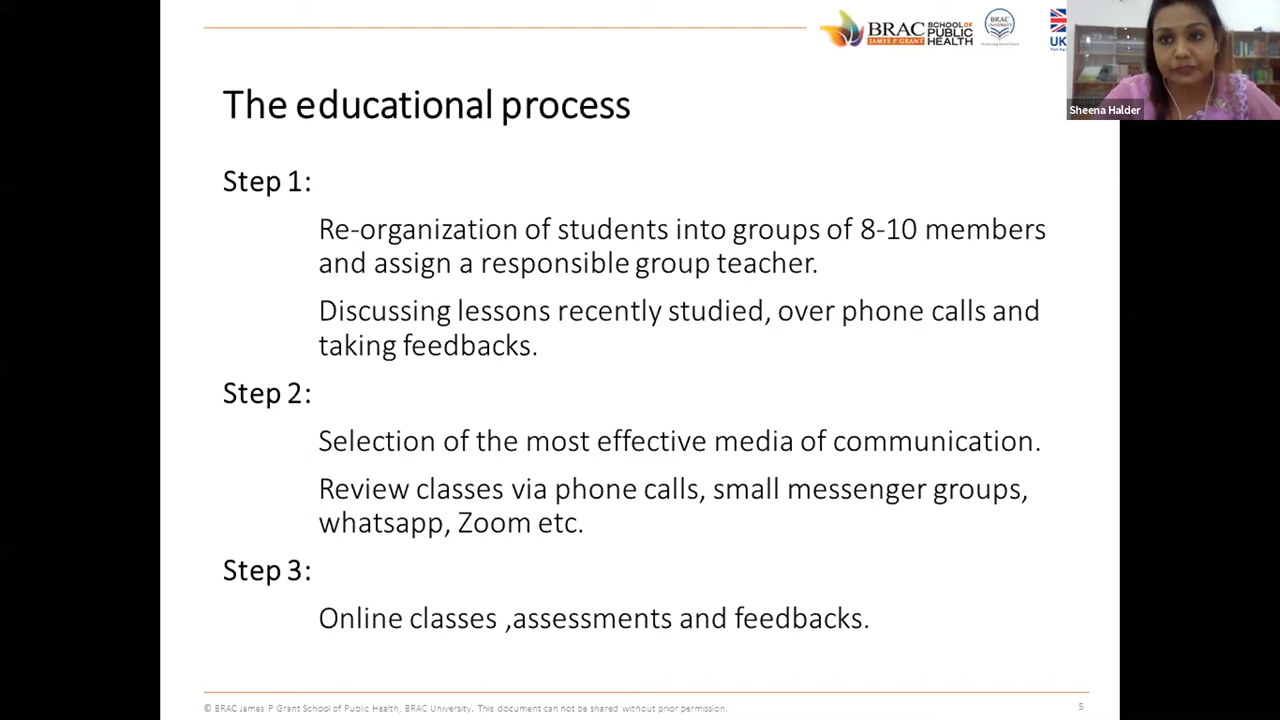 BRAC
JAMES P GRANT
SCHOOL OF
PUBLIC
HEALTH
BRAC
UNIVERSITY
UK
Sheena Halder
The educational process
Step 1:
Re-organization of students into groups of 8-10 members
and assign a responsible group teacher.
Discussing lessons recently studied, over phone calls and
taking feedbacks.
Step 2:
Selection of the most effective media of communication.
Review classes via phone calls, small messenger groups,
whatsapp, Zoom etc.
Step 3:
Online classes ,assessments and feedbacks.
© BRAC James P Grant School of Public Health, BRAC University. This document can not be shared without prior permission.
5